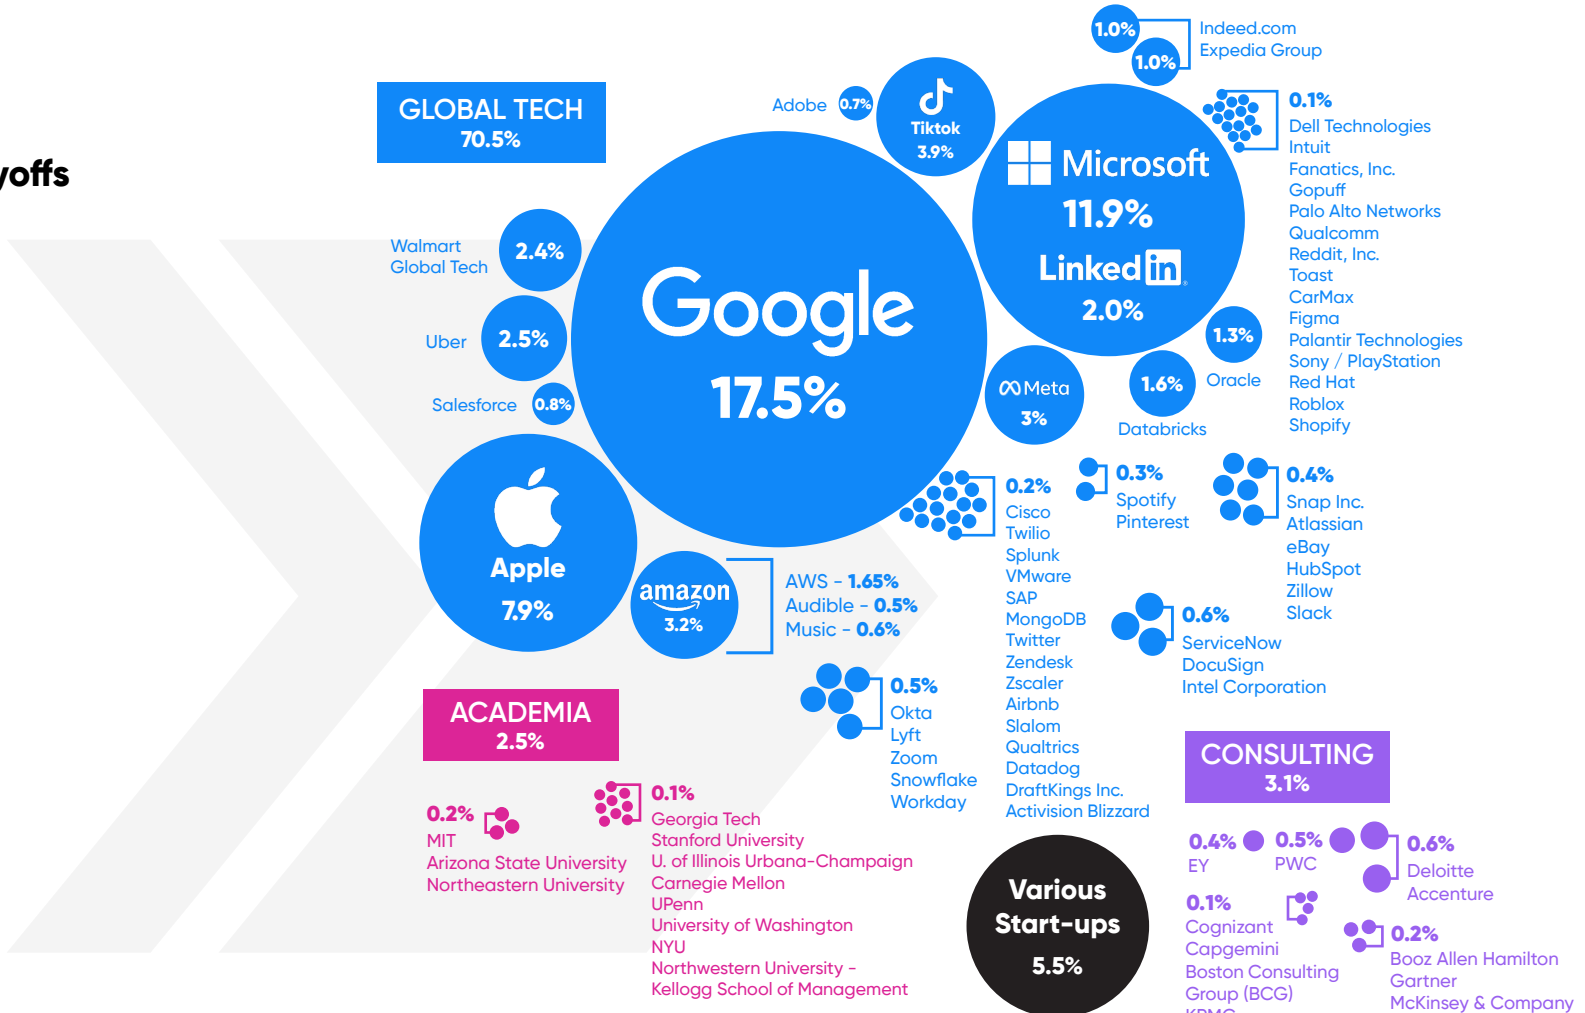 yoffs
GLOBAL TECH
70.5%
Adobe
0.7%
Tiktok
3.9%
1.0%
1.0%
Indeed.com
Expedia Group
Microsoft
11.9%
Linked in
2.0%
0.1%
Dell Technologies
Intuit
Fanatics, Inc.
Gopuff
Palo Alto Networks
Qualcomm
Reddit, Inc.
Toast
CarMax
Figma
Palantir Technologies
Sony / PlayStation
Red Hat
Roblox
Shopify
Walmart
Global Tech
2.4%
Uber
2.5%
Salesforce
0.8%
Google
17.5%
Meta
3%
1.6%
Databricks
1.3%
Oracle
Apple
7.9%
amazon
3.2%
AWS - 1.65%
Audible - 0.5%
Music - 0.6%
0.2%
Cisco
Twilio
Splunk
VMware
SAP
MongoDB
Twitter
Zendesk
Zscaler
Airbnb
Slalom
Qualtrics
Datadog
DraftKings Inc.
Activision Blizzard
0.3%
Spotify
Pinterest
0.4%
Snap Inc.
Atlassian
eBay
HubSpot
Zillow
Slack
0.6%
ServiceNow
DocuSign
Intel Corporation
0.5%
Okta
Lyft
Zoom
Snowflake
Workday
ACADEMIA
2.5%
0.2%
MIT
Arizona State University
Northeastern University
0.1%
Georgia Tech
Stanford University
U. of Illinois Urbana-Champaign
Carnegie Mellon
UPenn
University of Washington
NYU
Northwestern University -
Kellogg School of Management
Various
Start-ups
5.5%
CONSULTING
3.1%
0.4%
EY
0.5%
PWC
0.6%
Deloitte
Accenture
0.1%
Cognizant
Capgemini
Boston Consulting
Group (BCG)
KPMG
0.2%
Booz Allen Hamilton
Gartner
McKinsey & Company